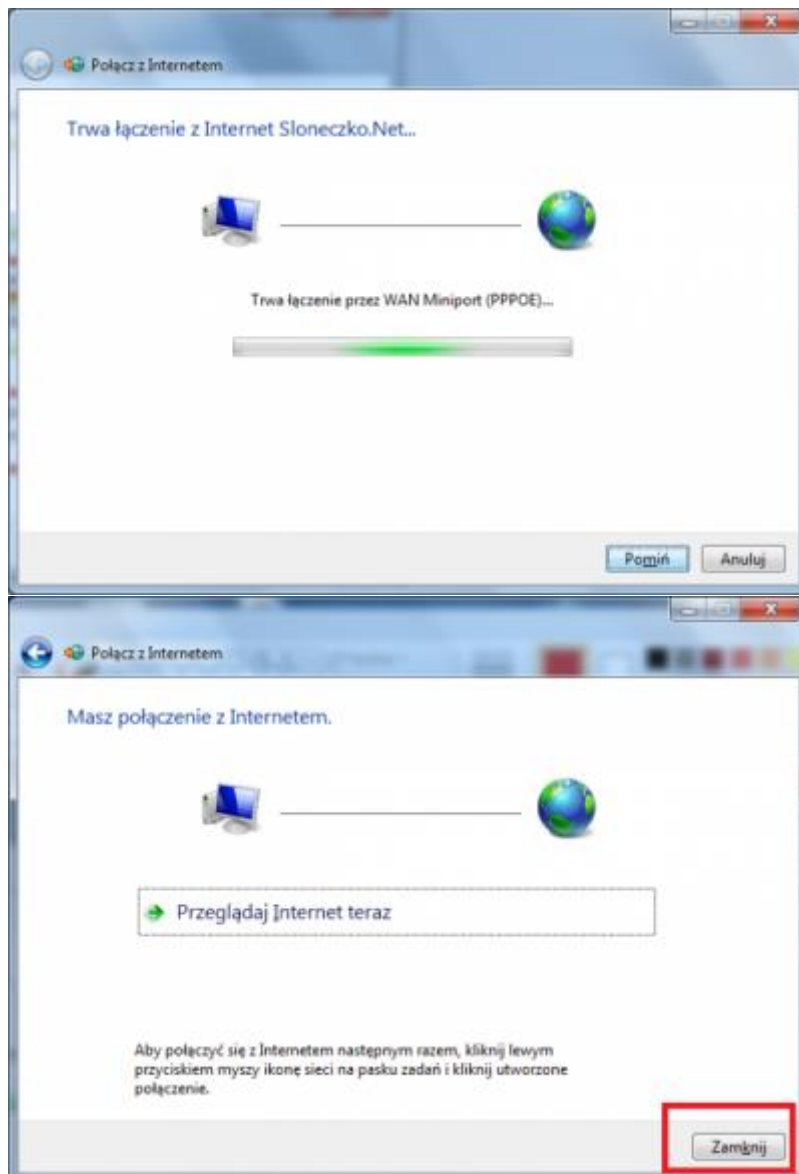 Połącz z Internetem
Trwa łączenie z Internet Sloneczko.Net...
Trwa łączenie przez WAN Miniport (PPPOE)...
Pomiń
Anuluj
Połącz z Internetem
Masz połączenie z Internetem.
Przeglądaj Internet teraz
Aby połączyć się z Internetem następnym razem, kliknij lewym
przyciskiem myszy ikonę sieci na pasku zadań i kliknij utworzone
połączenie.
Zamknij